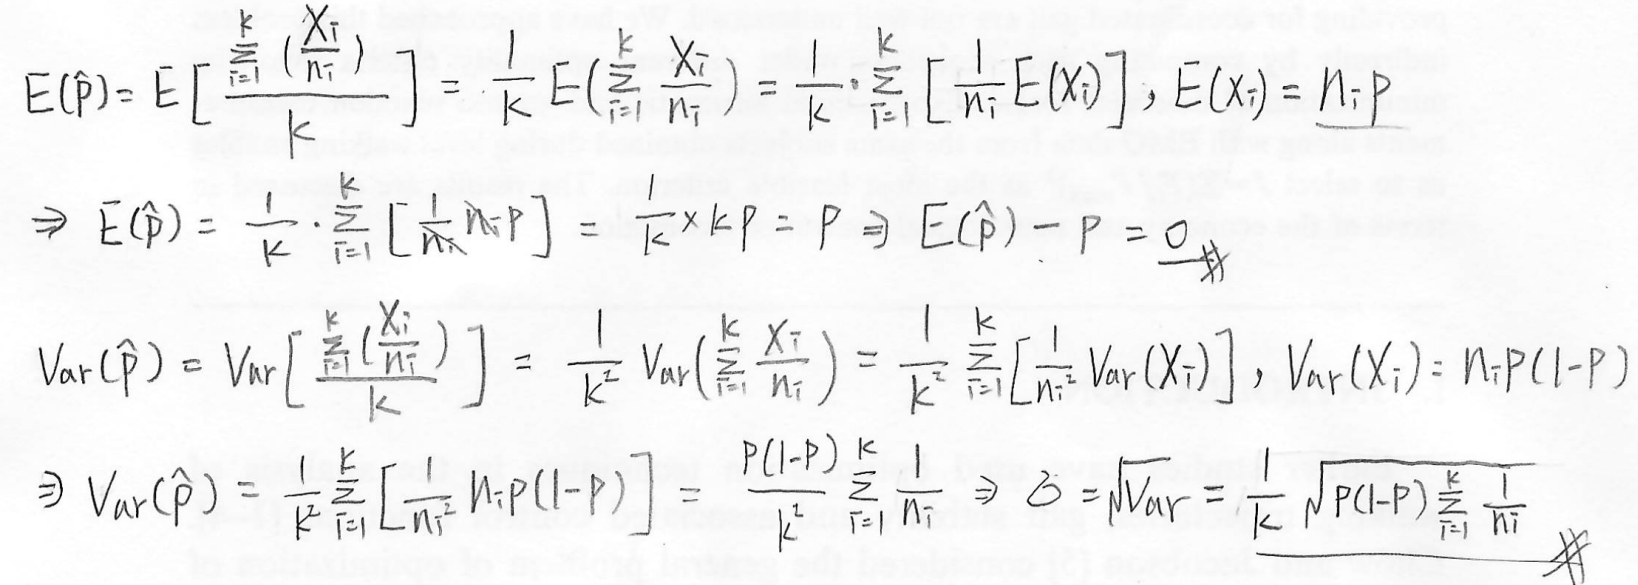 E(p̂) = E[ (Σ_{i=1}^{k} (X_i/n_i)) / k ] = 1/k E(Σ_{i=1}^{k} X_i/n_i) = 1/k · Σ_{i=1}^{k} [1/n_i E(X_i)], E(X_i) = n_i p
⇒ E(p̂) = 1/k · Σ_{i=1}^{k} [1/n_i n_i p] = 1/k × kp = p ⇒ E(p̂) p = 0 #
Var(p̂) = Var[ (Σ_{i=1}^{k} (X_i/n_i)) / k ] = 1/k² Var(Σ_{i=1}^{k} X_i/n_i) = 1/k² Σ_{i=1}^{k} [1/n_i² Var(X_i)], Var(X_i) = n_i p(1-p)
⇒ Var(p̂) = 1/k² Σ_{i=1}^{k} [1/n_i² n_i p(1-p)] = p(1-p)/k² Σ_{i=1}^{k} 1/n_i ⇒ σ = √Var = 1/k √(p(1-p) Σ_{i=1}^{k} 1/n_i) #